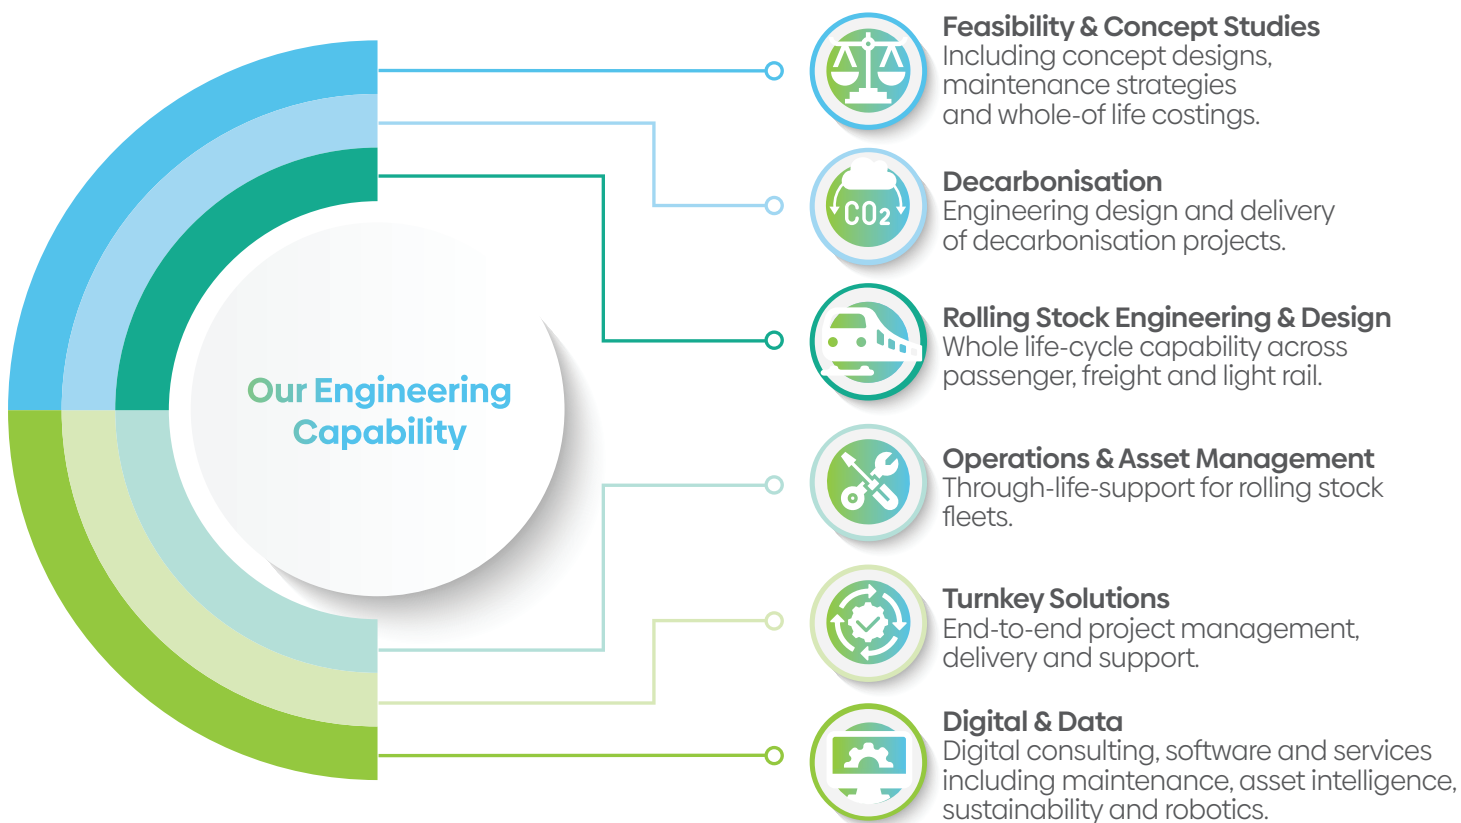 Our Engineering
Capability
Feasibility & Concept Studies
Including concept designs,
maintenance strategies
and whole-of life costings.
CO2
Decarbonisation
Engineering design and delivery
of decarbonisation projects.
Rolling Stock Engineering & Design
Whole life-cycle capability across
passenger, freight and light rail.
Operations & Asset Management
Through-life-support for rolling stock
fleets.
Turnkey Solutions
End-to-end project management,
delivery and support.
Digital & Data
Digital consulting, software and services
including maintenance, asset intelligence,
sustainability and robotics.